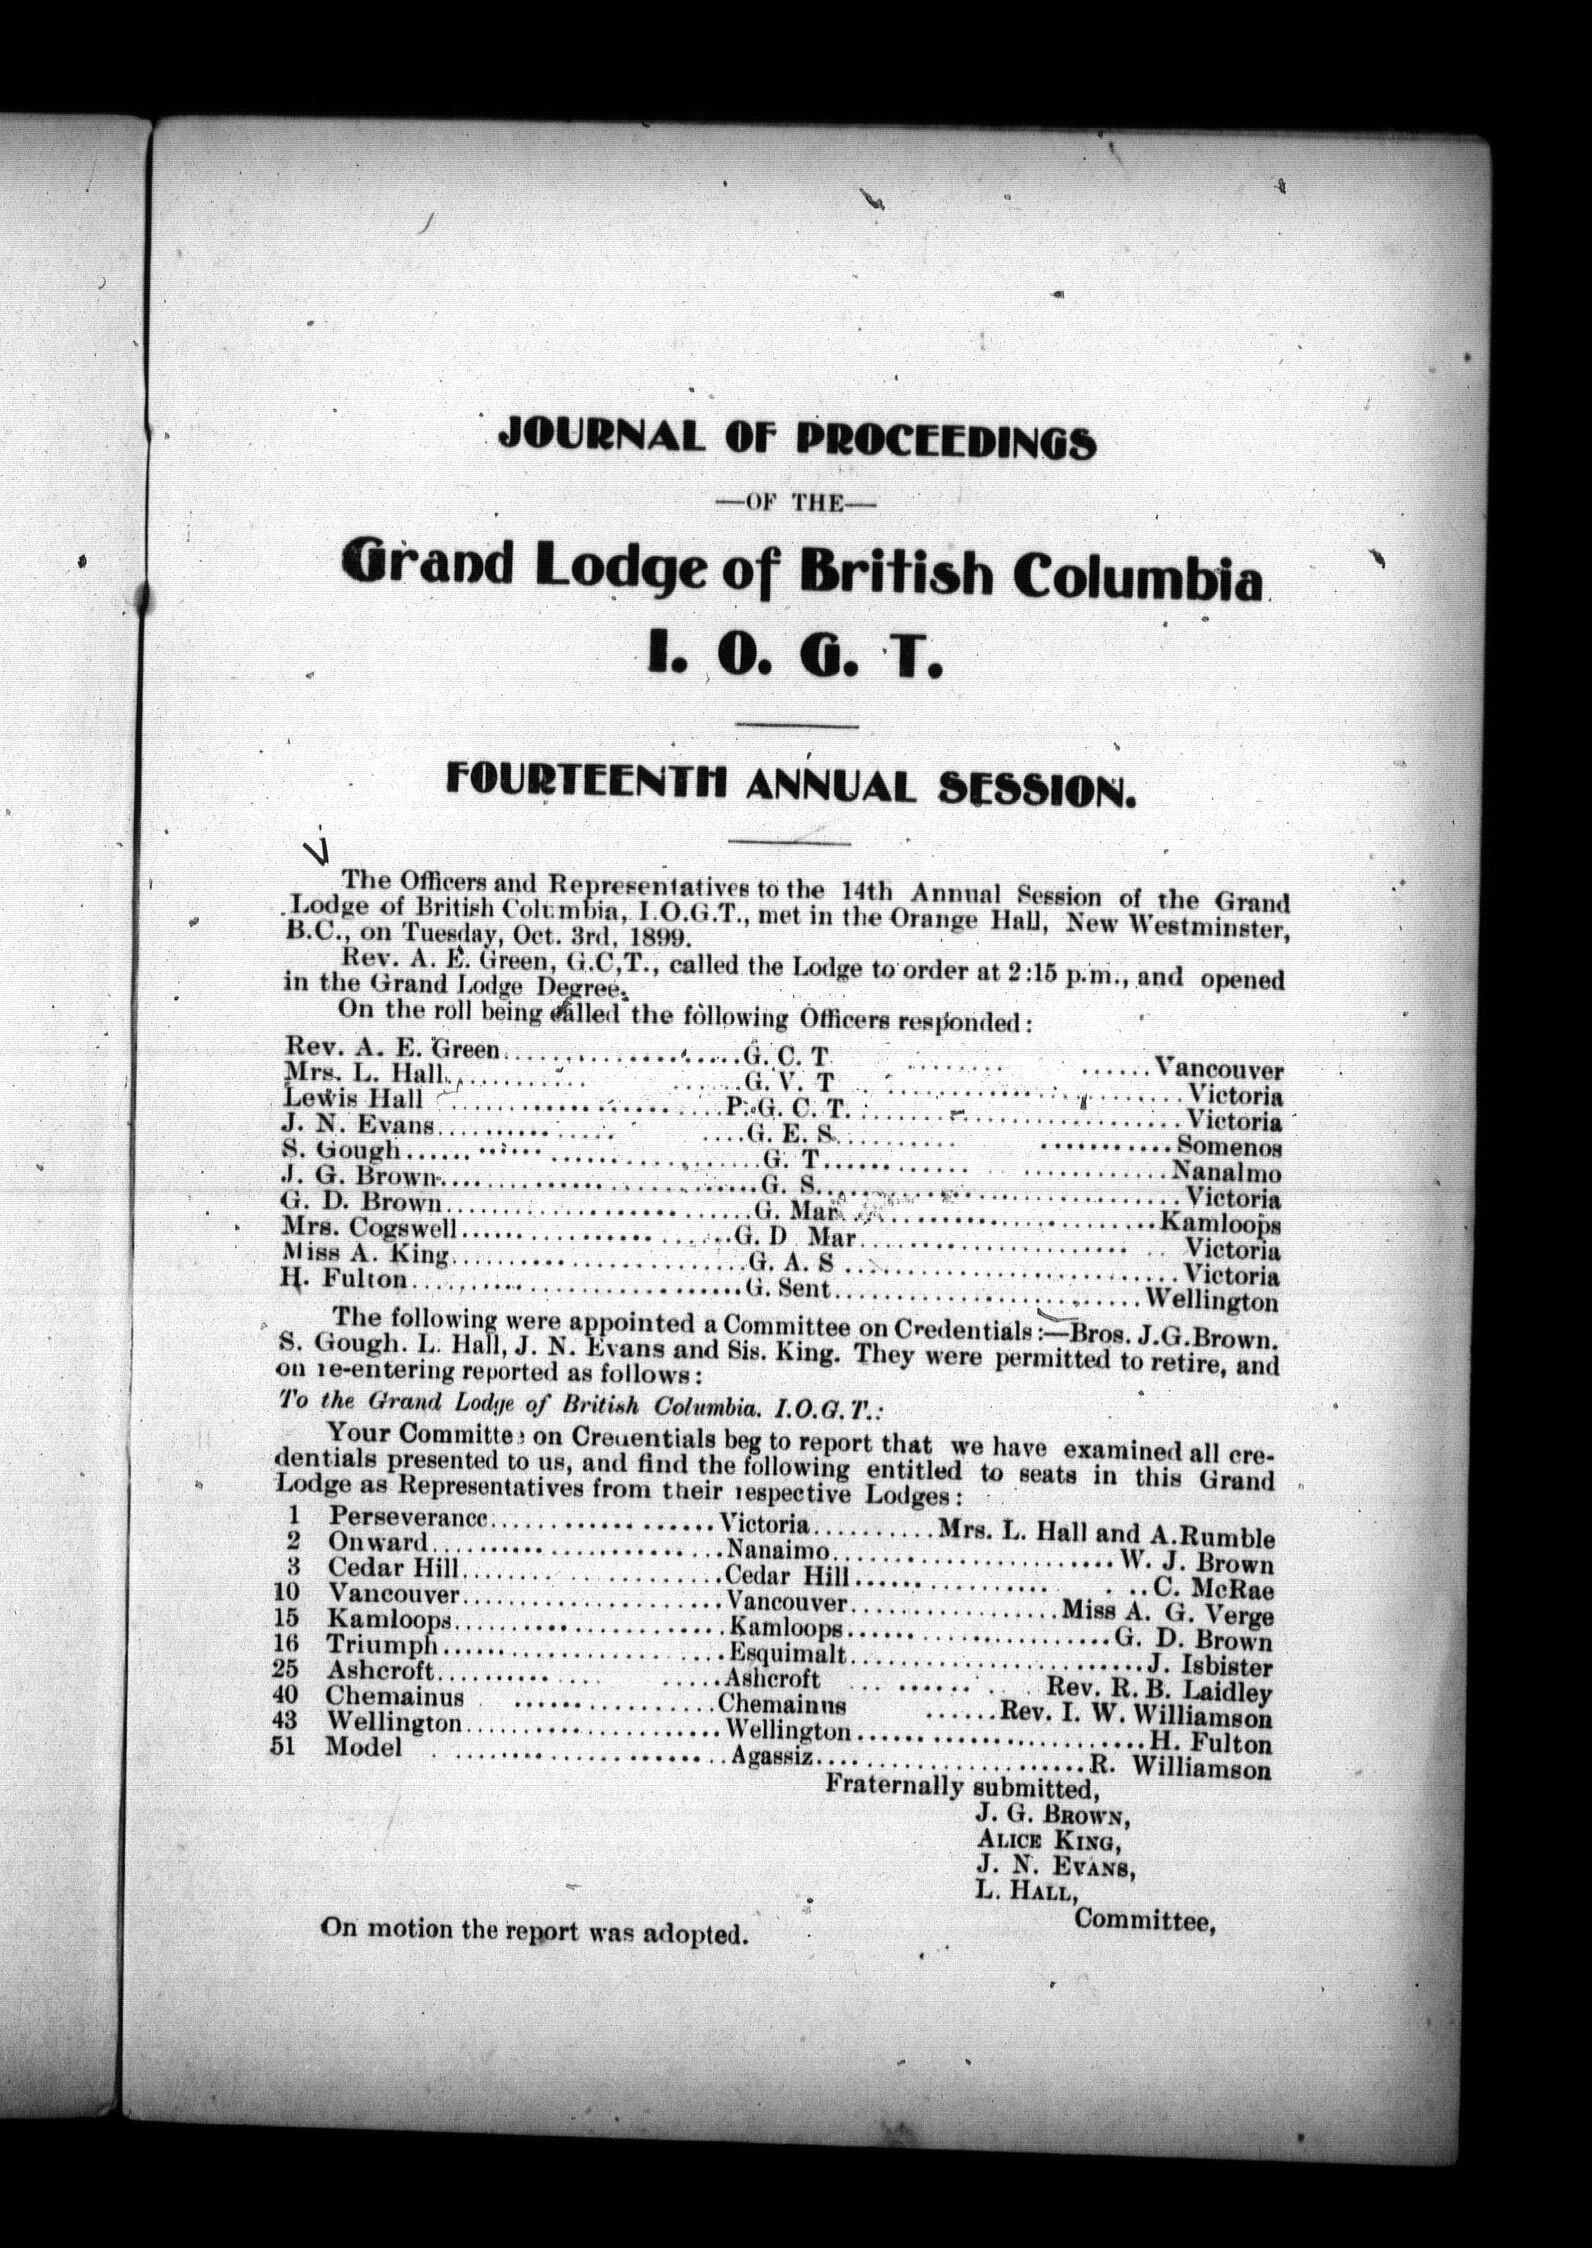 JOURNAL OF PROCEEDINGS
—OF THE—
Grand Lodge of British Columbia
I. O. G. T.
FOURTEENTH ANNUAL SESSION.
The Officers and Representatives to the 14th Annual Session of the Grand
Lodge of British Columbia, I.O.G.T., met in the Orange Hall, New Westminster,
B.C., on Tuesday, Oct. 3rd, 1899.
Rev. A. E. Green, G.C,T., called the Lodge to order at 2:15 p.m., and opened
in the Grand Lodge Degree.
On the roll being called the following Officers responded:
Rev. A. E. Green....................G. C. T. ..............Vancouver
Mrs. L. Hall....................G. V. T ....................Victoria
Lewis Hall ....................P. G. C. T. ....................Victoria
J. N. Evans....................G. E. S....................Somenos
S. Gough....................G. T....................Nanalmo
J. G. Brown....................G. S....................Victoria
G. D. Brown....................G. Mar....................Kamloops
Mrs. Cogswell....................G. D Mar.................... Victoria
Miss A. King....................G. A. S ....................Victoria
H. Fulton....................G. Sent....................Wellington
The following were appointed a Committee on Credentials:—Bros. J.G.Brown.
S. Gough. L. Hall, J. N. Evans and Sis. King. They were permitted to retire, and
on re-entering reported as follows:
To the Grand Lodge of British Columbia. I.O.G.T.:
Your Committee on Credentials beg to report that we have examined all cre-
dentials presented to us, and find the following entitled to seats in this Grand
Lodge as Representatives from their respective Lodges:
1 Perseverance....................Victoria..........Mrs. L. Hall and A.Rumble
2 Onward....................Nanaimo....................W. J. Brown
3 Cedar Hill....................Cedar Hill....................C. McRae
10 Vancouver....................Vancouver..................Miss A. G. Verge
15 Kamloops....................Kamloops....................G. D. Brown
16 Triumph....................Esquimalt....................J. Isbister
25 Ashcroft....................Ashcroft .............. Rev. R. B. Laidley
40 Chemainus ....................Chemainus ......Rev. I. W. Williamson
43 Wellington....................Wellington....................H. Fulton
51 Model ....................Agassiz....................R. Williamson
Fraternally submitted,
J. G. BROWN,
ALICE KING,
J. N. EVANS,
L. HALL,
Committee,
On motion the report was adopted.